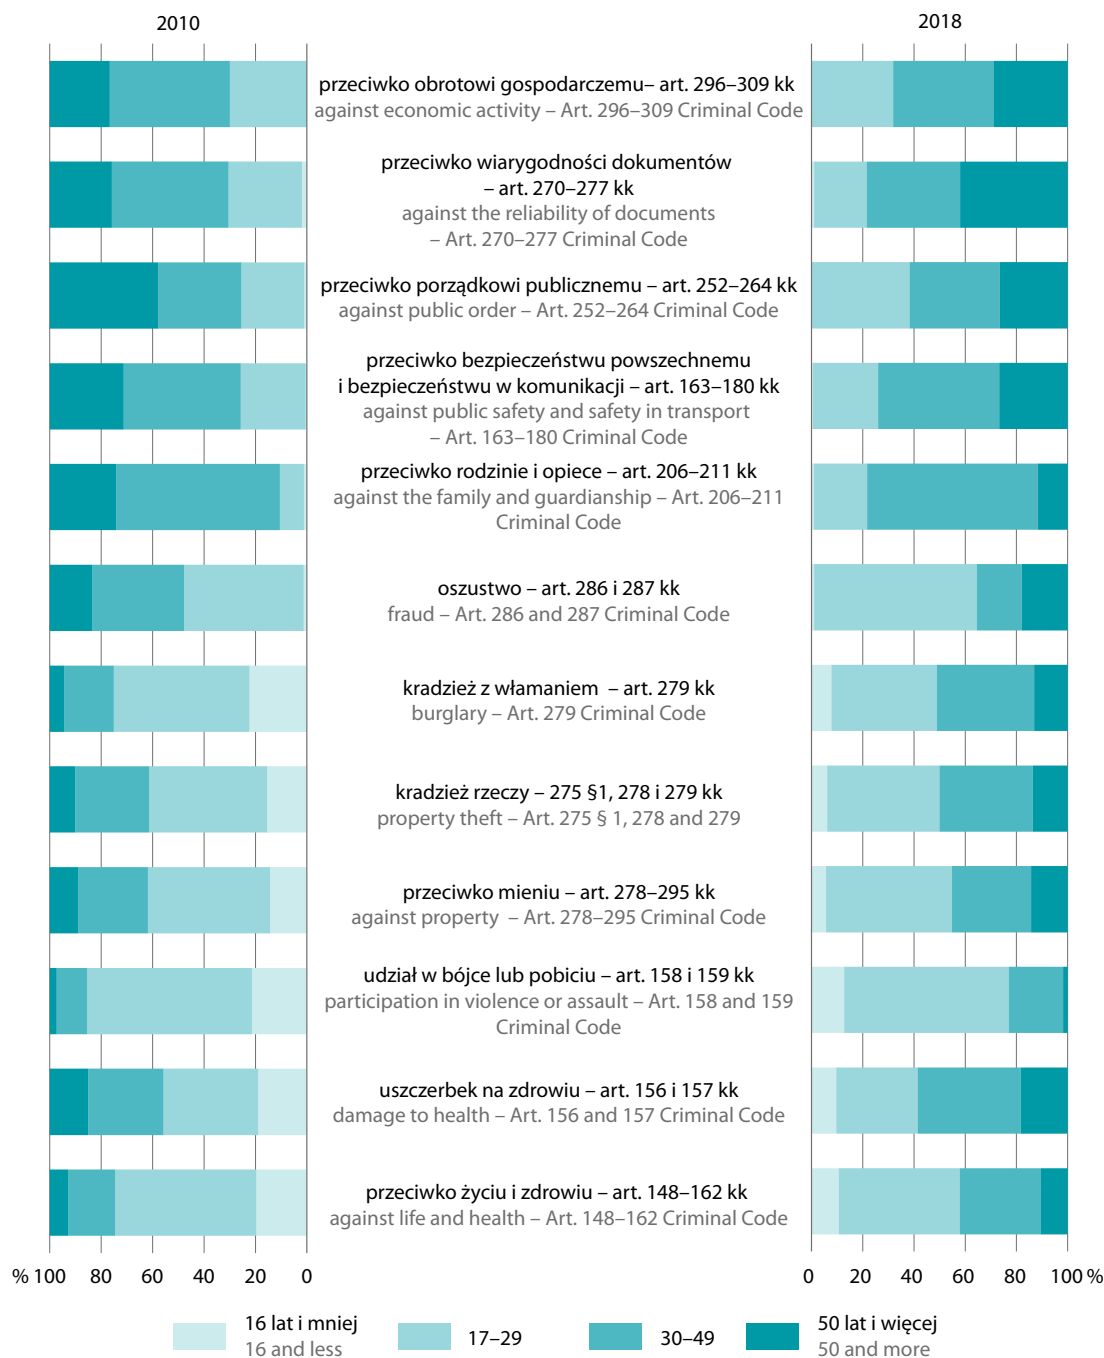 2010
2018
przeciwko obrotowi gospodarczemu– art. 296–309 kk
against economic activity – Art. 296–309 Criminal Code
przeciwko wiarygodności dokumentów
– art. 270–277 kk
against the reliability of documents
– Art. 270–277 Criminal Code
przeciwko porządkowi publicznemu – art. 252–264 kk
against public order – Art. 252–264 Criminal Code
przeciwko bezpieczeństwu powszechnemu
i bezpieczeństwu w komunikacji – art. 163–180 kk
against public safety and safety in transport
– Art. 163–180 Criminal Code
przeciwko rodzinie i opiece – art. 206–211 kk
against the family and guardianship – Art. 206–211
Criminal Code
oszustwo – art. 286 i 287 kk
fraud – Art. 286 and 287 Criminal Code
kradzież z włamaniem – art. 279 kk
burglary – Art. 279 Criminal Code
kradzież rzeczy – 275 §1, 278 i 279 kk
property theft – Art. 275 § 1, 278 and 279
przeciwko mieniu – art. 278–295 kk
against property – Art. 278–295 Criminal Code
udział w bójce lub pobiciu – art. 158 i 159 kk
participation in violence or assault – Art. 158 and 159
Criminal Code
uszczerbek na zdrowiu – art. 156 i 157 kk
damage to health – Art. 156 and 157 Criminal Code
przeciwko życiu i zdrowiu – art. 148–162 kk
against life and health – Art. 148–162 Criminal Code
% 100 80 60 40 20 0
0 20 40 60 80 100 %
16 lat i mniej
16 and less
17–29
30–49
50 lat i więcej
50 and more